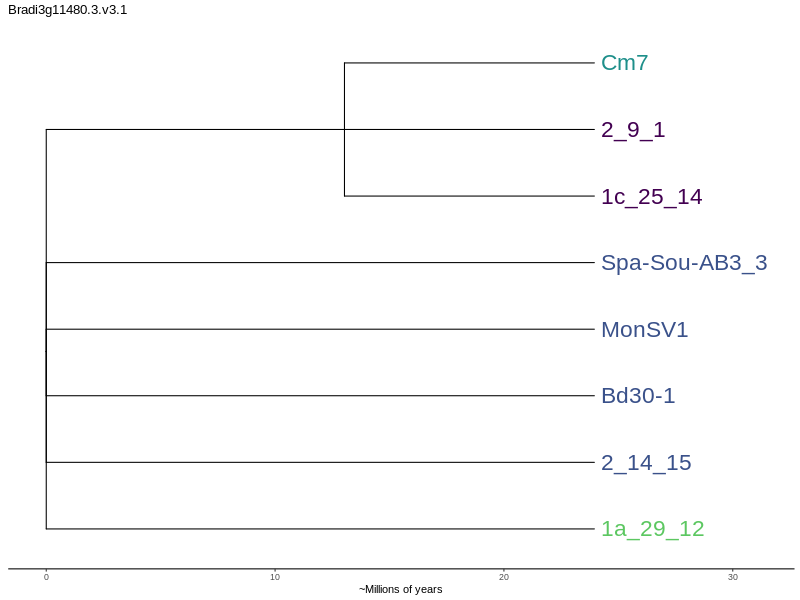 Bradi3g11480.3.v3.1
Cm7
2_9_1
1c_25_14
Spa-Sou-AB3_3
MonSV1
Bd30-1
2_14_15
1a_29_12
0 10 20 30
~Millions of years